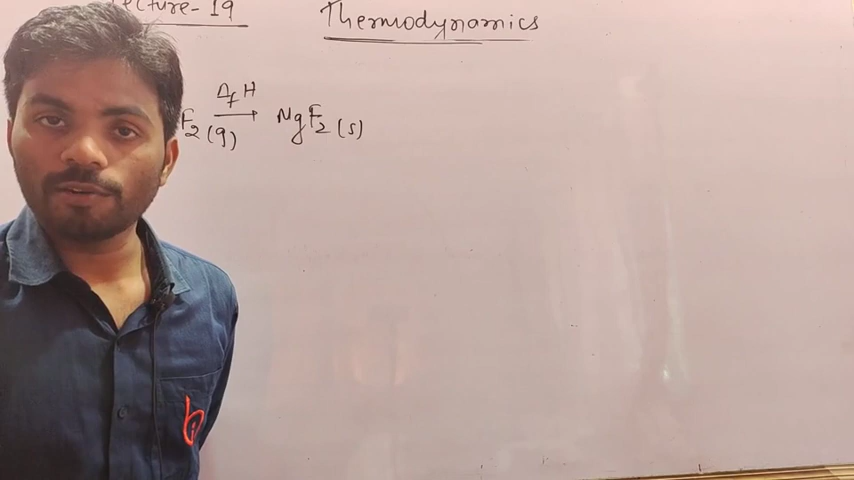 Lecture-19
Thermodynamics
ΔfH
F2(g) ⟶ MgF2(s)